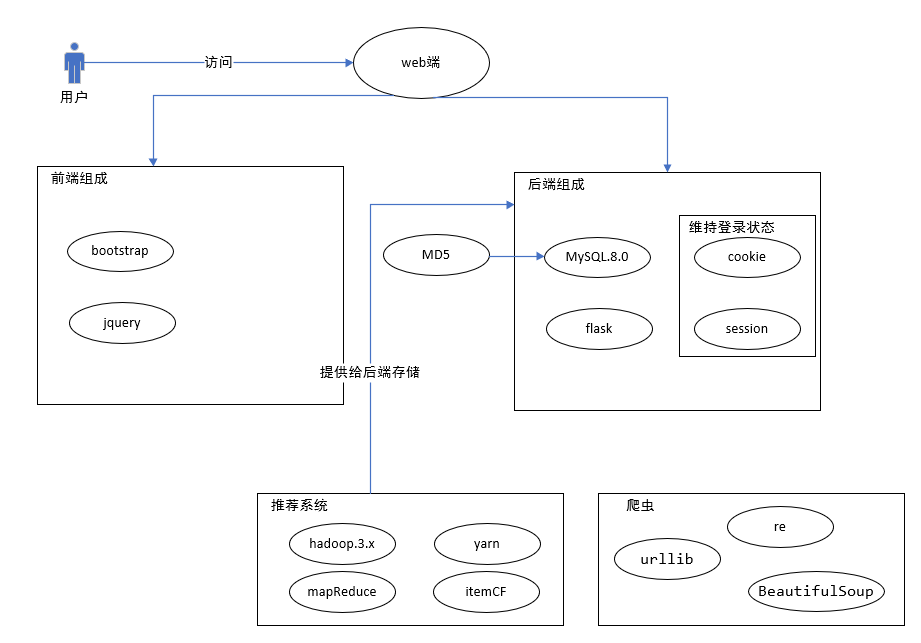 访问
web端
用户
前端组成
后端组成
维持登录状态
bootstrap
MD5
MySQL.8.0
cookie
jquery
flask
session
提供给后端存储
推荐系统
爬虫
hadoop.3.x
yarn
re
urllib
mapReduce
itemCF
BeautifulSoup